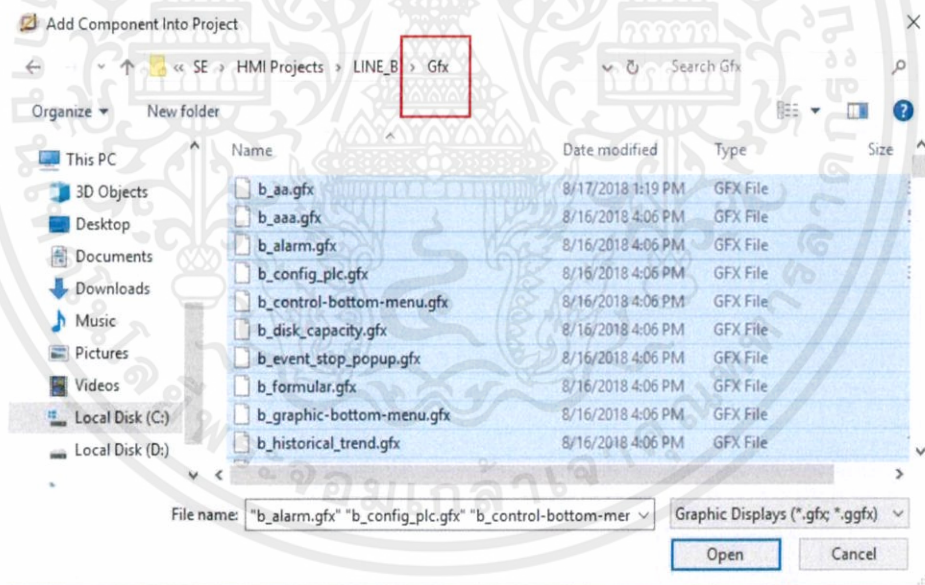 Add Component Into Project
« SE › HMI Projects › LINE_B › Gfx
Search Gfx
Organize
New folder
Name
Date modified
Type
Size
This PC
3D Objects
Desktop
Documents
Downloads
Music
Pictures
Videos
Local Disk (C:)
Local Disk (D:)
b_aa.gfx 8/17/2018 1:19 PM GFX File
b_aaa.gfx 8/16/2018 4:06 PM GFX File
b_alarm.gfx 8/16/2018 4:06 PM GFX File
b_config_plc.gfx 8/16/2018 4:06 PM GFX File
b_control-bottom-menu.gfx 8/16/2018 4:06 PM GFX File
b_disk_capacity.gfx 8/16/2018 4:06 PM GFX File
b_event_stop_popup.gfx 8/16/2018 4:06 PM GFX File
b_formular.gfx 8/16/2018 4:06 PM GFX File
b_graphic-bottom-menu.gfx 8/16/2018 4:06 PM GFX File
b_historical_trend.gfx 8/16/2018 4:06 PM GFX File
File name: "b_alarm.gfx" "b_config_plc.gfx" "b_control-bottom-mer
Graphic Displays (*.gfx; *.ggfx)
Open
Cancel